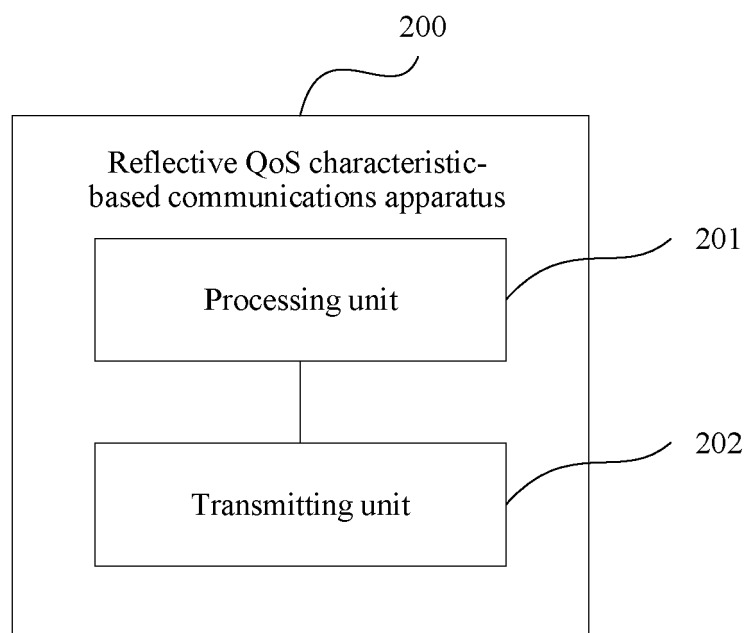 200
Reflective QoS characteristic-
based communications apparatus
201
Processing unit
202
Transmitting unit